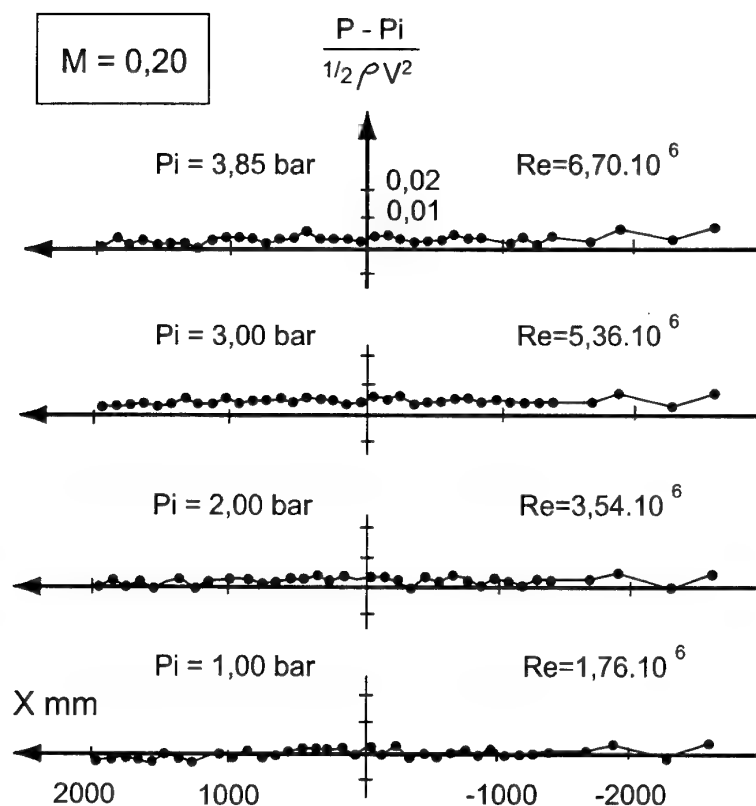 M = 0,20
P - Pi
1/2 ρV²
Pi = 3,85 bar
Re=6,70.10 6
0,02
0,01
Pi = 3,00 bar
Re=5,36.10 6
Pi = 2,00 bar
Re=3,54.10 6
Pi = 1,00 bar
Re=1,76.10 6
X mm
2000 1000 -1000 -2000